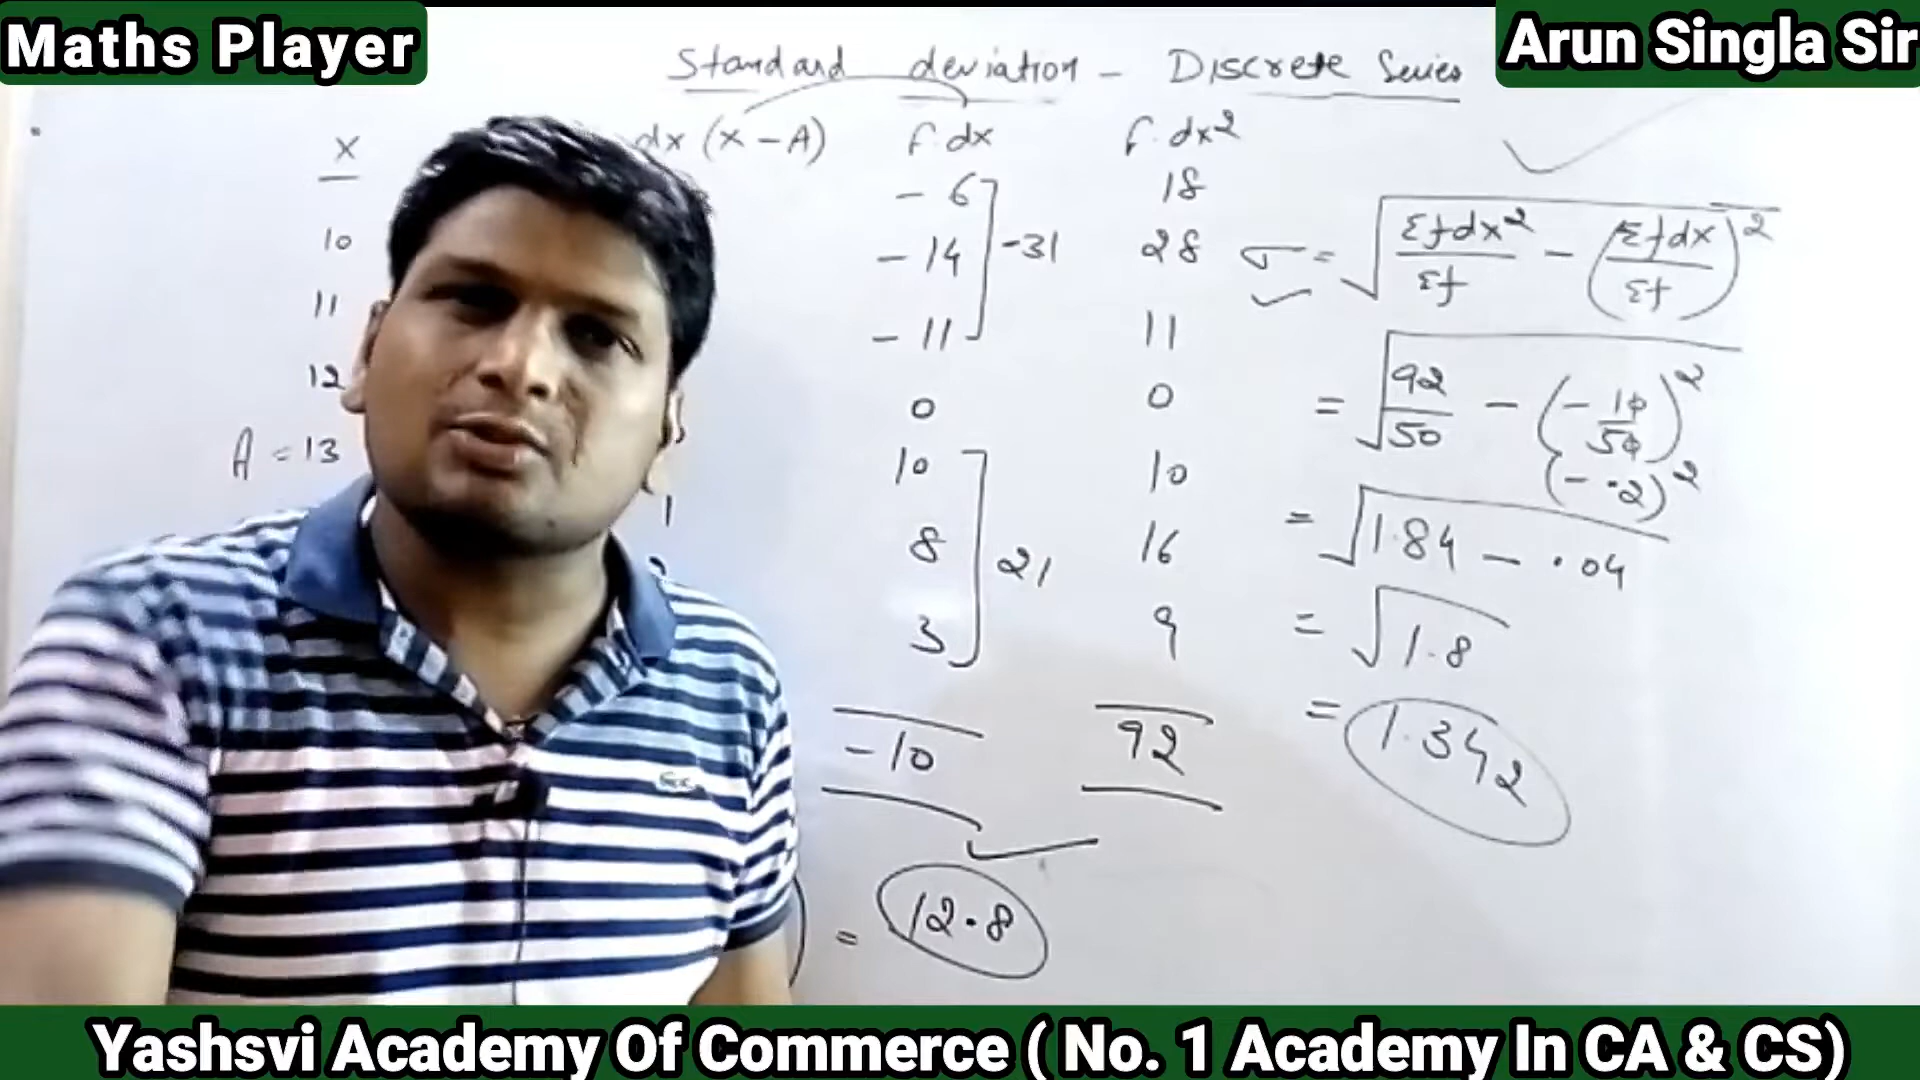 Maths Player
Arun Singla Sir
Standard deviation - Discrete Series
x dx (x - A) f. dx f. dx²
- 6 18
10 - 14 -31 28
11 - 11 11
12 0 0
A = 13 10 10
1 8 21 16
3 9
-10 92
= 12.8
σ = √ Σfdx² / Σf - (Σfdx / Σf)²
= √ 92 / 50 - (- 10 / 50)²
(- .2)²
= √1.84 - .04
= √1.8
= 1.342
Yashsvi Academy Of Commerce ( No. 1 Academy In CA & CS)